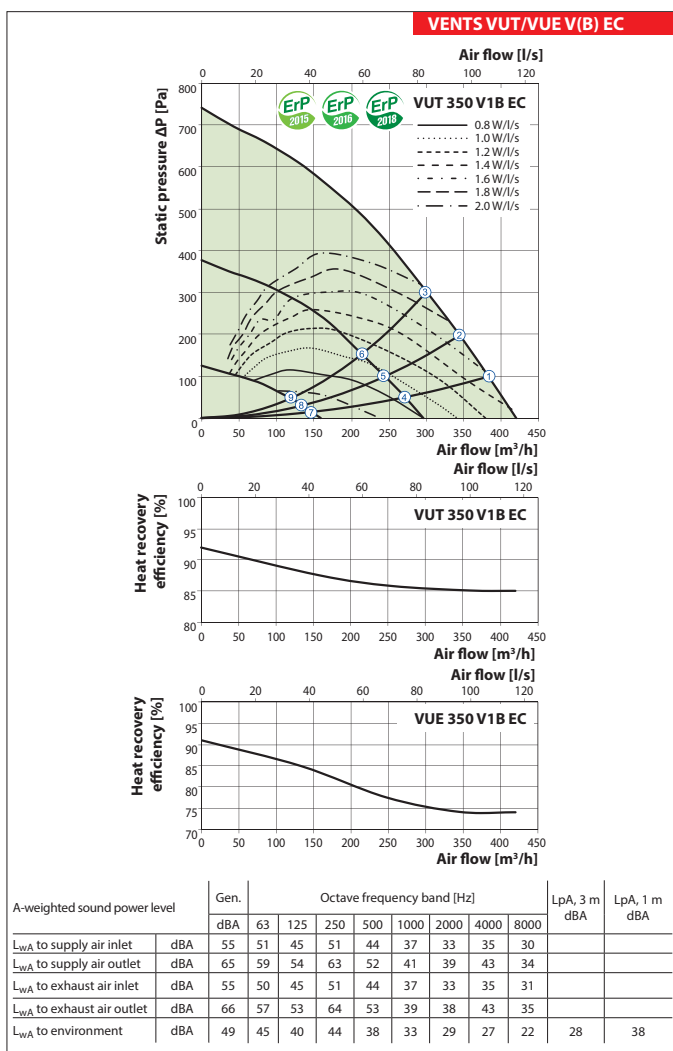 VENTS VUT/VUE V(B) EC
Air flow [l/s]
0 20 40 60 80 100 120
Static pressure ΔP [Pa]
800
700
600
500
400
300
200
100
0
ErP 2015
ErP 2016
ErP 2018
VUT 350 V1B EC
0.8 W/l/s
1.0 W/l/s
1.2 W/l/s
1.4 W/l/s
1.6 W/l/s
1.8 W/l/s
2.0 W/l/s
3
2
6
5
1
9
4
8
7
0 50 100 150 200 250 300 350 400 450
Air flow [m³/h]
Air flow [l/s]
0 20 40 60 80 100 120
Heat recovery
efficiency [%]
100
95
90
85
80
VUT 350 V1B EC
0 50 100 150 200 250 300 350 400 450
Air flow [m³/h]
Air flow [l/s]
0 20 40 60 80 100 120
Heat recovery
efficiency [%]
100
95
90
85
80
75
70
VUE 350 V1B EC
0 50 100 150 200 250 300 350 400 450
Air flow [m³/h]
A-weighted sound power level Gen. Octave frequency band [Hz] LpA, 3 m dBA LpA, 1 m dBA
dBA 63 125 250 500 1000 2000 4000 8000
LwA to supply air inlet dBA 55 51 45 51 44 37 33 35 30
LwA to supply air outlet dBA 65 59 54 63 52 41 39 43 34
LwA to exhaust air inlet dBA 55 50 45 51 44 37 33 35 31
LwA to exhaust air outlet dBA 66 57 53 64 53 39 38 43 35
LwA to environment dBA 49 45 40 44 38 33 29 27 22 28 38